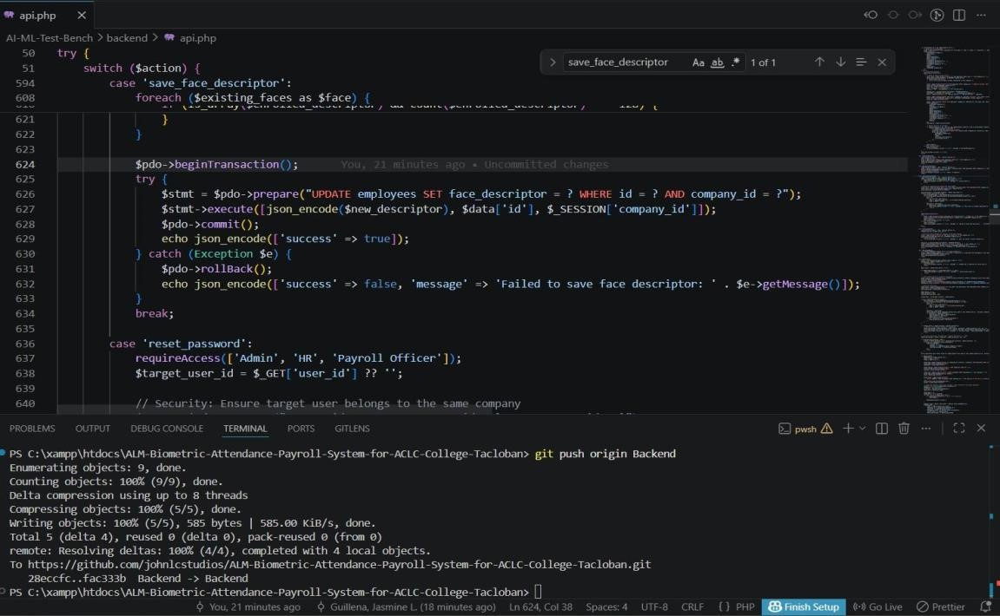 api.php
AI-ML-Test-Bench > backend > api.php
save_face_descriptor Aa ab .* 1 of 1
50 try {
51 switch ($action) {
594 case 'save_face_descriptor':
608 foreach ($existing_faces as $face) {
621 }
622 }
623
624 $pdo->beginTransaction(); You, 21 minutes ago • Uncommitted changes
625 try {
626 $stmt = $pdo->prepare("UPDATE employees SET face_descriptor = ? WHERE id = ? AND company_id = ?");
627 $stmt->execute([json_encode($new_descriptor), $data['id'], $_SESSION['company_id']]);
628 $pdo->commit();
629 echo json_encode(['success' => true]);
630 } catch (Exception $e) {
631 $pdo->rollBack();
632 echo json_encode(['success' => false, 'message' => 'Failed to save face descriptor: ' . $e->getMessage()]);
633 }
634 break;
635
636 case 'reset_password':
637 requireAccess(['Admin', 'HR', 'Payroll Officer']);
638 $target_user_id = $_GET['user_id'] ?? '';
639
640 // Security: Ensure target user belongs to the same company
PROBLEMS OUTPUT DEBUG CONSOLE TERMINAL PORTS GITLENS pwsh
PS C:\xampp\htdocs\ALM-Biometric-Attendance-Payroll-System-for-ACLC-College-Tacloban> git push origin Backend
Enumerating objects: 9, done.
Counting objects: 100% (9/9), done.
Delta compression using up to 8 threads
Compressing objects: 100% (5/5), done.
Writing objects: 100% (5/5), 585 bytes | 585.00 KiB/s, done.
Total 5 (delta 4), reused 0 (delta 0), pack-reused 0 (from 0)
remote: Resolving deltas: 100% (4/4), completed with 4 local objects.
To https://github.com/johnlcstudios/ALM-Biometric-Attendance-Payroll-System-for-ACLC-College-Tacloban.git
28eccfc..fac333b Backend -> Backend
PS C:\xampp\htdocs\ALM-Biometric-Attendance-Payroll-System-for-ACLC-College-Tacloban>
You, 21 minutes ago Guillena, Jasmine L. (18 minutes ago) Ln 624, Col 38 Spaces: 4 UTF-8 CRLF { } PHP Finish Setup Go Live Prettier